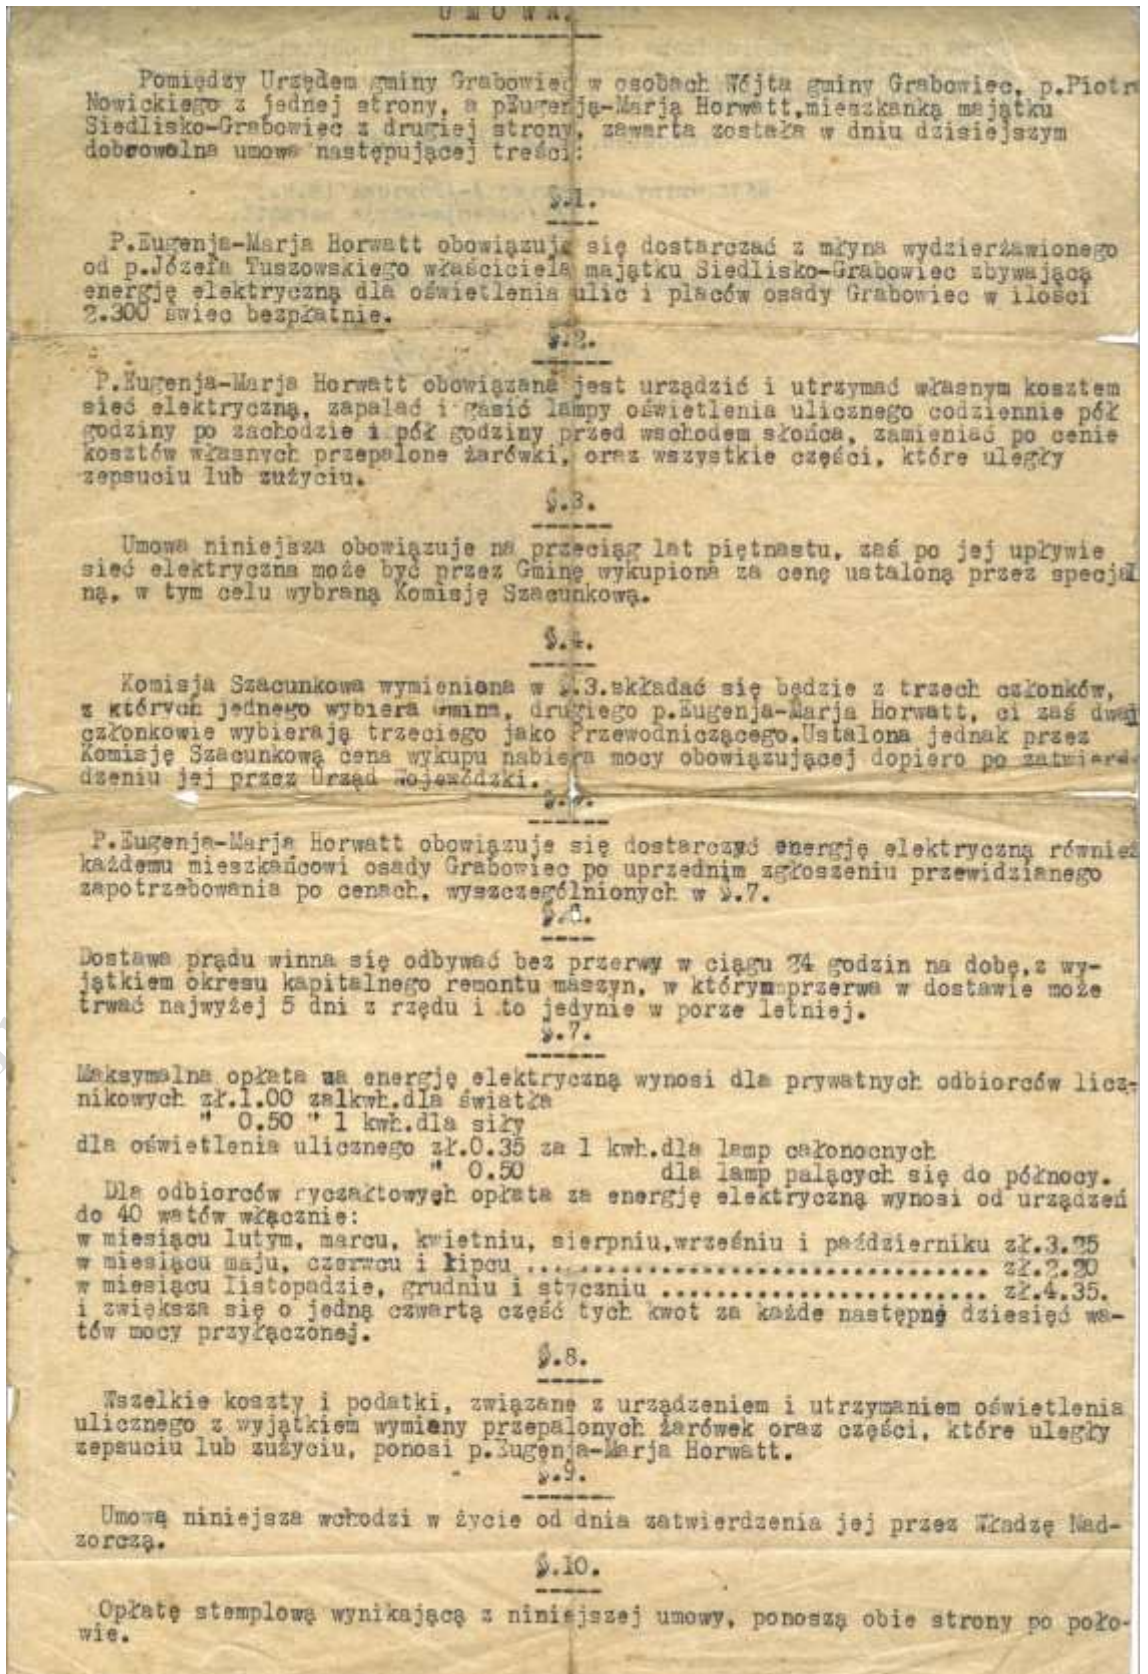 UMOWA.
Pomiędzy Urzędem gminy Grabowiec w osobach Wójta gminy Grabowiec, p.Piotra
Nowickiego z jednej strony, a p.Eugenją-Marją Horwatt,mieszkanką majątku
Siedlisko-Grabowiec z drugiej strony, zawarta została w dniu dzisiejszym
dobrowolna umowa następującej treści:
§.1.
P.Eugenja-Marja Horwatt obowiązuje się dostarczać z młyna wydzierżawionego
od p.Józefa Tuszowskiego właściciela majątku Siedlisko-Grabowiec zbywającą
energję elektryczną dla oświetlenia ulic i placów osady Grabowiec w ilości
2.300 świec bezpłatnie.
§.2.
P.Eugenja-Marja Horwatt obowiązana jest urządzić i utrzymać własnym kosztem
sieć elektryczną, zapalać i gasić lampy oświetlenia ulicznego codziennie pół
godziny po zachodzie i pół godziny przed wschodem słońca, zamieniać po cenie
kosztów własnych przepalone żarówki, oraz wszystkie części, które uległy
zepsuciu lub zużyciu.
§.3.
Umowa niniejsza obowiązuje na przeciąg lat piętnastu, zaś po jej upływie
sieć elektryczna może być przez Gminę wykupiona za cenę ustaloną przez specjal
ną, w tym celu wybraną Komisję Szacunkową.
§.4.
Komisja Szacunkowa wymieniona w §.3.składać się będzie z trzech członków,
z których jednego wybiera Gmina, drugiego p.Eugenja-Marja Horwatt, ci zaś dwaj
członkowie wybierają trzeciego jako Przewodniczącego.Ustalona jednak przez
Komisję Szacunkową cena wykupu nabiera mocy obowiązującej dopiero po zatwier-
dzeniu jej przez Urząd Wojewódzki.
§.5.
P.Eugenja-Marja Horwatt obowiązuje się dostarczyć energję elektryczną również
każdemu mieszkańcowi osady Grabowiec po uprzednim zgłoszeniu przewidzianego
zapotrzebowania po cenach, wyszczególnionych w §.7.
§.6.
Dostawa prądu winna się odbywać bez przerwy w ciągu 24 godzin na dobę,z wy-
jątkiem okresu kapitalnego remontu maszyn, w którym przerwa w dostawie może
trwać najwyżej 5 dni z rzędu i to jedynie w porze letniej.
§.7.
Maksymalna opłata za energję elektryczną wynosi dla prywatnych odbiorców licz-
nikowych zł.1.00 za1kwh.dla światła
" 0.50 " 1 kwh.dla siły
dla oświetlenia ulicznego zł.0.35 za 1 kwh.dla lamp całonocnych
" 0.50 dla lamp palących się do północy.
Dla odbiorców ryczałtowych opłata za energję elektryczną wynosi od urządzeń
do 40 watów włącznie:
w miesiącu lutym, marcu, kwietniu, sierpniu,wrześniu i październiku zł.3.25
w miesiącu maju, czerwcu i lipcu ................................... zł.2.20
w miesiącu listopadzie, grudniu i styczniu ......................... zł.4.35.
i zwiększa się o jedną czwartą część tych kwot za każde następne dziesięć wa-
tów mocy przyłączonej.
§.8.
Wszelkie koszty i podatki, związane z urządzeniem i utrzymaniem oświetlenia
ulicznego z wyjątkiem wymiany przepalonych żarówek oraz części, które uległy
zepsuciu lub zużyciu, ponosi p.Eugenja-Marja Horwatt.
§.9.
Umową niniejsza wchodzi w życie od dnia zatwierdzenia jej przez Władzę Nad-
zorczą.
§.10.
Opłatę stemplową wynikającą z niniejszej umowy, ponoszą obie strony po poło-
wie.